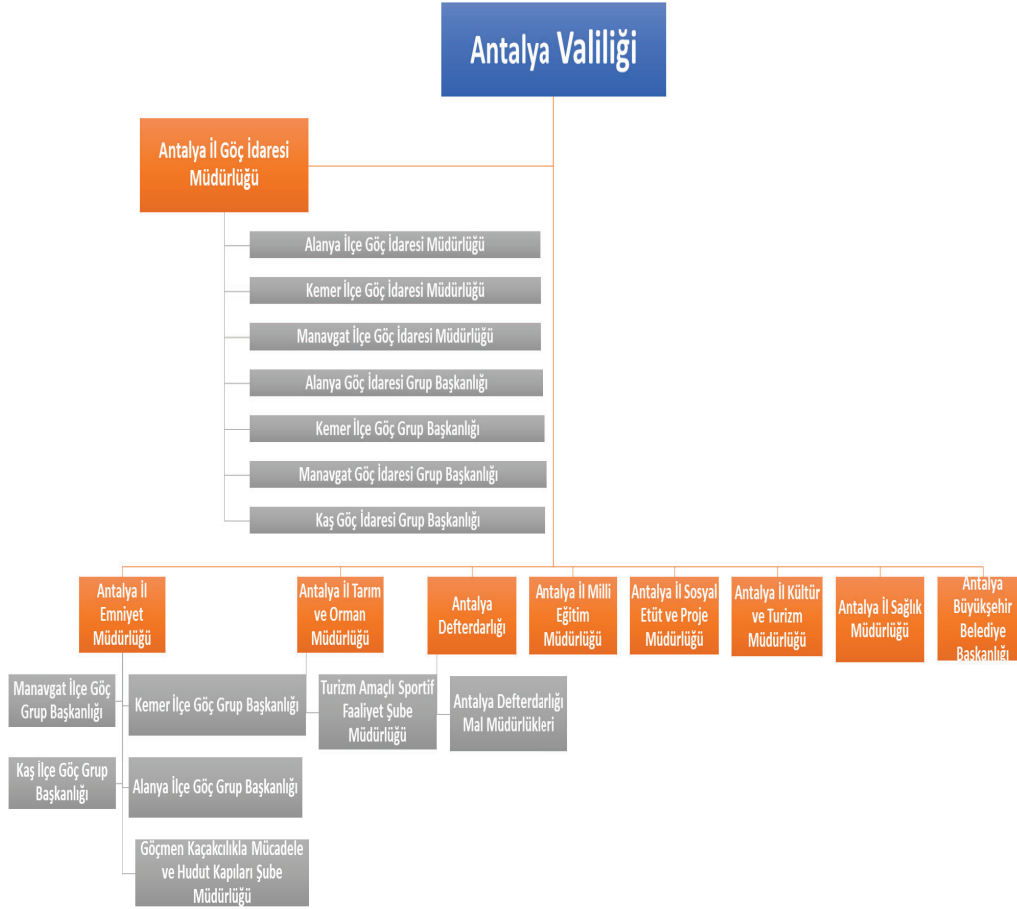 Antalya Valiliği
Antalya İl Göç İdaresi
Müdürlüğü
Alanya İlçe Göç İdaresi Müdürlüğü
Kemer İlçe Göç İdaresi Müdürlüğü
Manavgat İlçe Göç İdaresi Müdürlüğü
Alanya Göç İdaresi Grup Başkanlığı
Kemer İlçe Göç Grup Başkanlığı
Manavgat Göç İdaresi Grup Başkanlığı
Kaş Göç İdaresi Grup Başkanlığı
Antalya İl
Emniyet
Müdürlüğü
Antalya İl Tarım
ve Orman
Müdürlüğü
Antalya
Defterdarlığı
Antalya İl Milli
Eğitim
Müdürlüğü
Antalya İl Sosyal
Etüt ve Proje
Müdürlüğü
Antalya İl Kültür
ve Turizm
Müdürlüğü
Antalya İl Sağlık
Müdürlüğü
Antalya
Büyükşehir
Belediye
Başkanlığı
Manavgat İlçe Göç
Grup Başkanlığı
Kemer İlçe Göç Grup Başkanlığı
Turizm Amaçlı Sportif
Faaliyet Şube
Müdürlüğü
Antalya Defterdarlığı
Mal Müdürlükleri
Kaş İlçe Göç Grup
Başkanlığı
Alanya İlçe Göç Grup Başkanlığı
Göçmen Kaçakcılıkla Mücadele
ve Hudut Kapıları Şube
Müdürlüğü